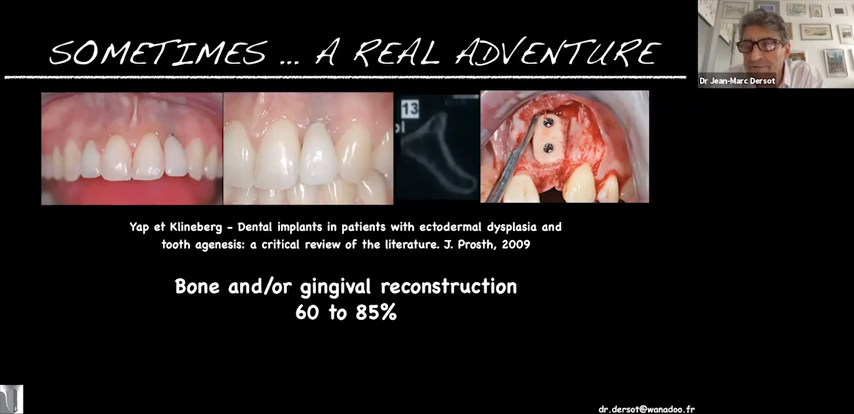 SOMETIMES ... A REAL ADVENTURE
Dr Jean-Marc Dersot
13
Yap et Klineberg - Dental implants in patients with ectodermal dysplasia and
tooth agenesis: a critical review of the literature. J. Prosth, 2009
Bone and/or gingival reconstruction
60 to 85%
dr.dersot@wanadoo.fr